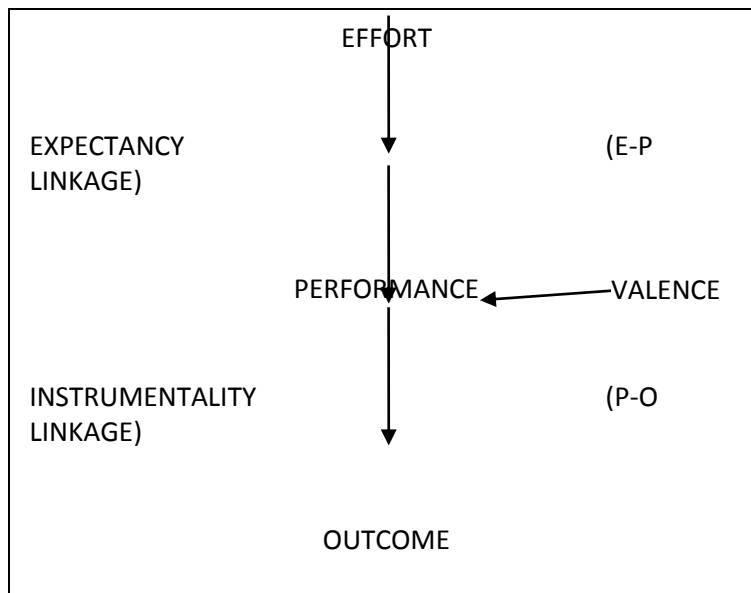 EFFORT
EXPECTANCY (E-P
LINKAGE)
PERFORMANCE VALENCE
INSTRUMENTALITY (P-O
LINKAGE)
OUTCOME